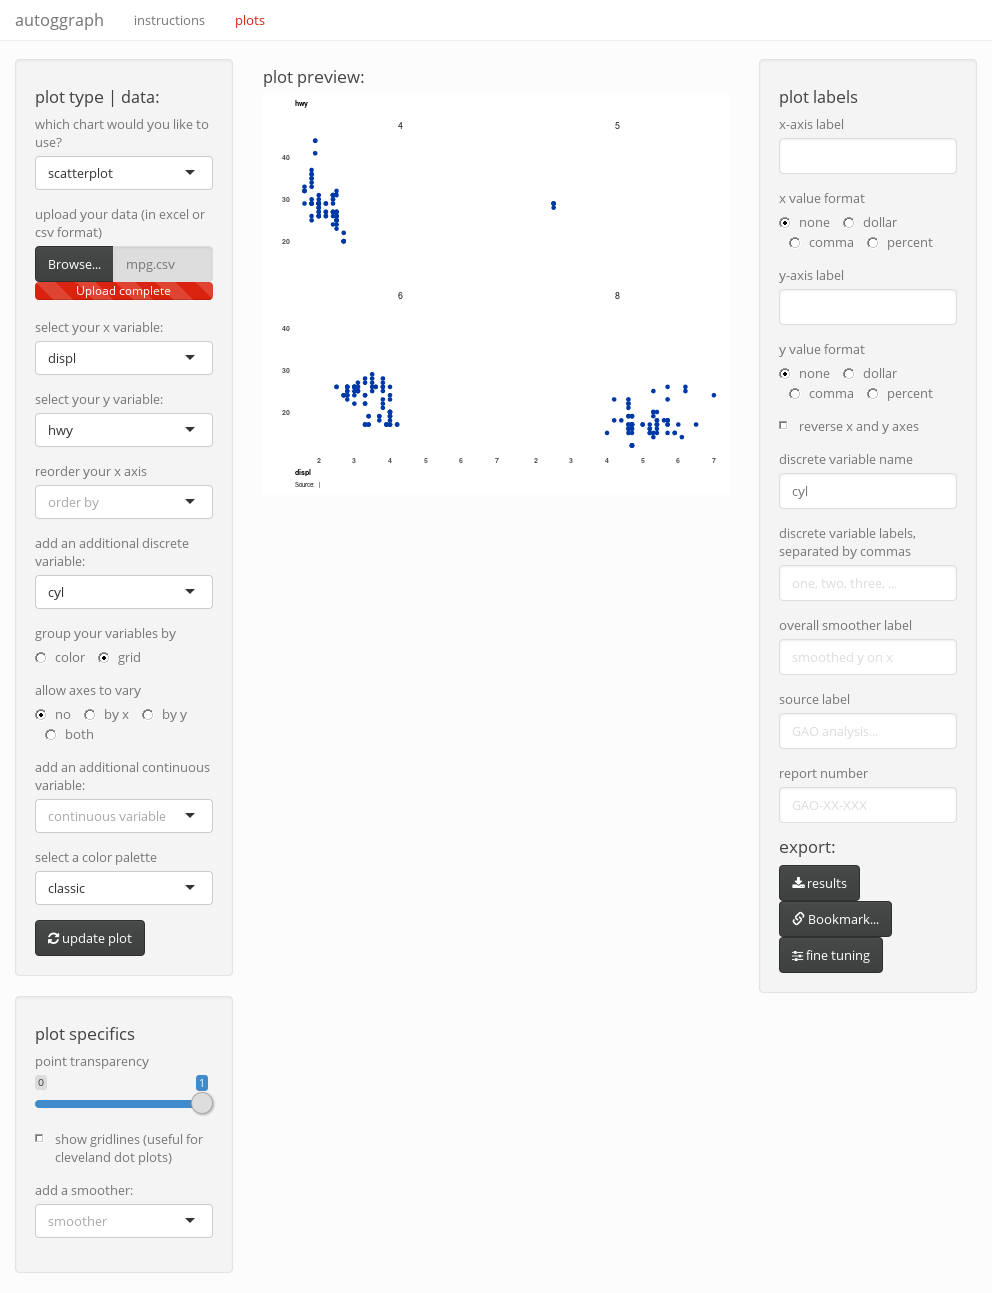 autoggraph instructions plots
plot type | data:
which chart would you like to
use?
scatterplot
upload your data (in excel or
csv format)
Browse... mpg.csv
Upload complete
select your x variable:
displ
select your y variable:
hwy
reorder your x axis
order by
add an additional discrete
variable:
cyl
group your variables by
color grid
allow axes to vary
no by x by y
both
add an additional continuous
variable:
continuous variable
select a color palette
classic
update plot
plot specifics
point transparency
0 1
show gridlines (useful for
cleveland dot plots)
add a smoother:
smoother
plot preview:
hwy
4 5
40
30
20
6 8
40
30
20
2 3 4 5 6 7 2 3 4 5 6 7
displ
Source: |
plot labels
x-axis label
x value format
none dollar
comma percent
y-axis label
y value format
none dollar
comma percent
reverse x and y axes
discrete variable name
cyl
discrete variable labels,
separated by commas
one, two, three, ...
overall smoother label
smoothed y on x
source label
GAO analysis...
report number
GAO-XX-XXX
export:
results
Bookmark...
fine tuning